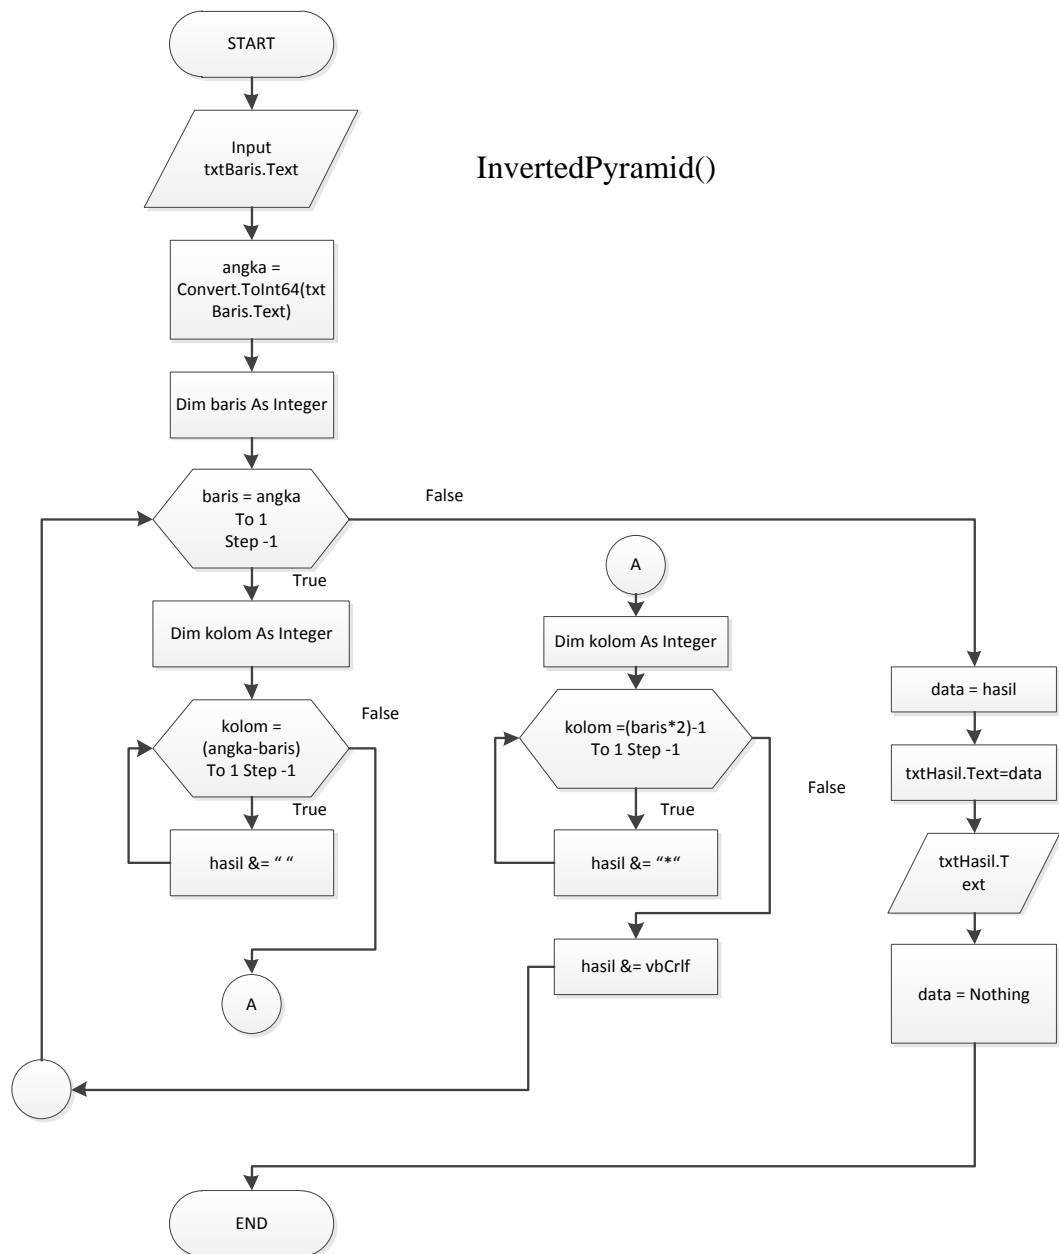 START
Input
txtBaris.Text
InvertedPyramid()
angka =
Convert.ToInt64(txt
Baris.Text)
Dim baris As Integer
baris = angka
To 1
Step -1
False
True
Dim kolom As Integer
kolom =
(angka-baris)
To 1 Step -1
False
True
hasil &= “ “
A
A
Dim kolom As Integer
kolom =(baris*2)-1
To 1 Step -1
False
True
hasil &= “*“
hasil &= vbCrlf
data = hasil
txtHasil.Text=data
txtHasil.T
ext
data = Nothing
END